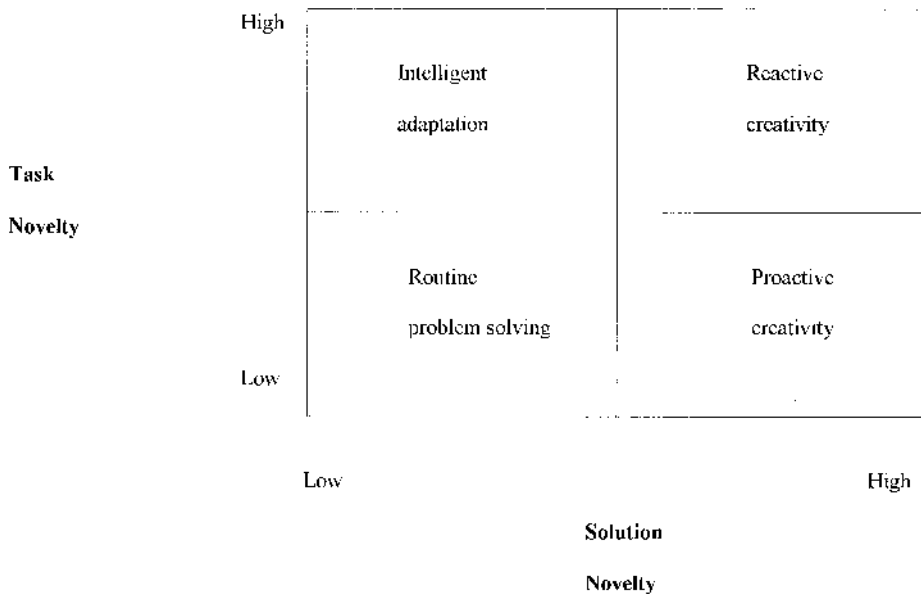 High
Intelligent
adaptation
Reactive
creativity
Task
Novelty
Routine
problem solving
Proactive
creativity
Low
Low
High
Solution
Novelty